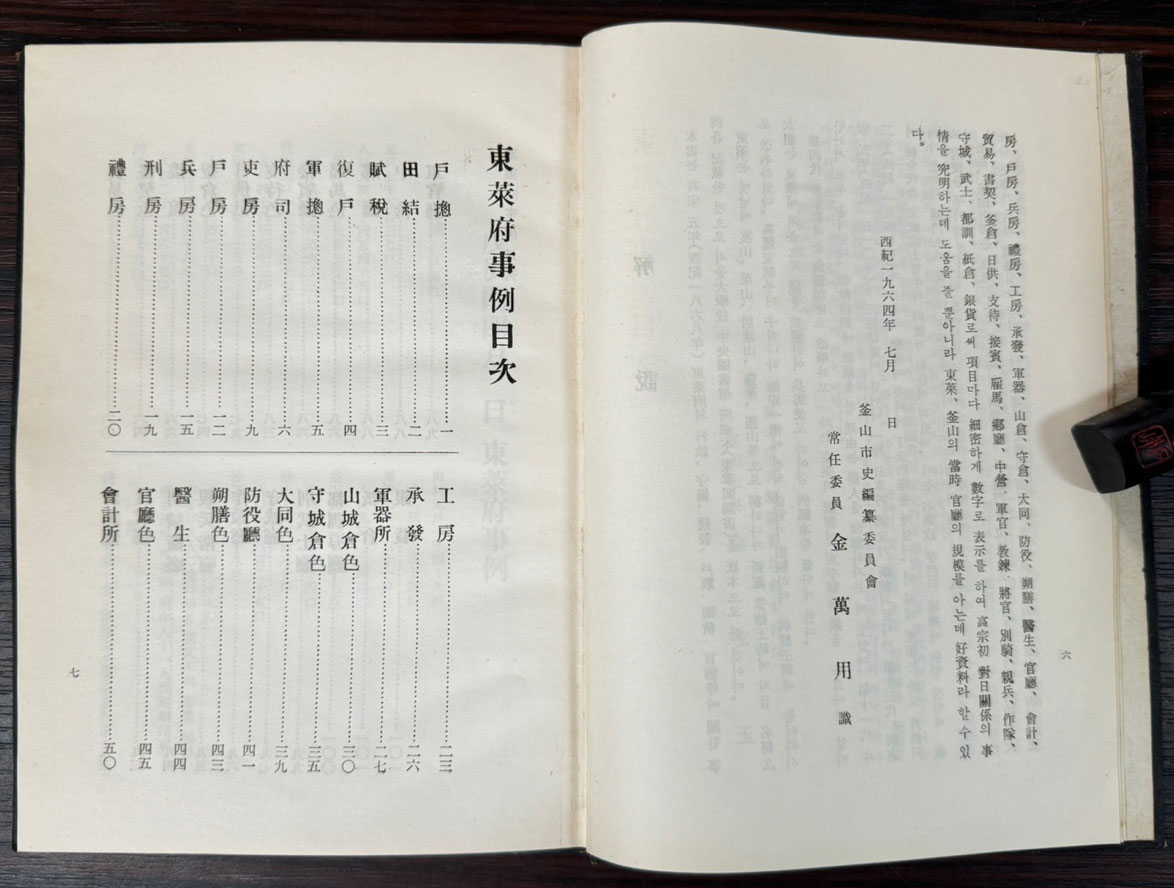 房、戶房、兵房、禮房、工房、承發、軍器、山倉、守倉、大同、防役、朔膳、醫生、官廳、會計、
貿易、書契、釜倉、日供、支待、接賓、雇馬、鄕廳、中營、軍官、敎鍊、將官、別騎、親兵、作隊、
守城、武士、都訓、紙倉、銀貨로써 項目마다 細密하게 數字로 表示를 하여 高宗初 對日關係의 事
情을 究明하는데 도움을 줄 뿐아니라 東萊、釜山의 當時 官廳의 規模를 아는데 好資料라 할 수 있
다。
西紀一九六四年 七月 日
釜山市史編纂委員會
常任委員 金萬用 識
六
東萊府事例目次
戶摠 一
田結 二
賦稅 三
復戶 四
軍摠 五
府司 六
吏房 九
戶房 一二
兵房 一五
刑房 一九
禮房 二〇
工房 二三
承發 二六
軍器所 二七
山城倉色 三〇
守城倉色 三五
大同色 三九
防役廳 四一
朔膳色 四三
醫生 四四
官廳色 四五
會計所 五〇
七